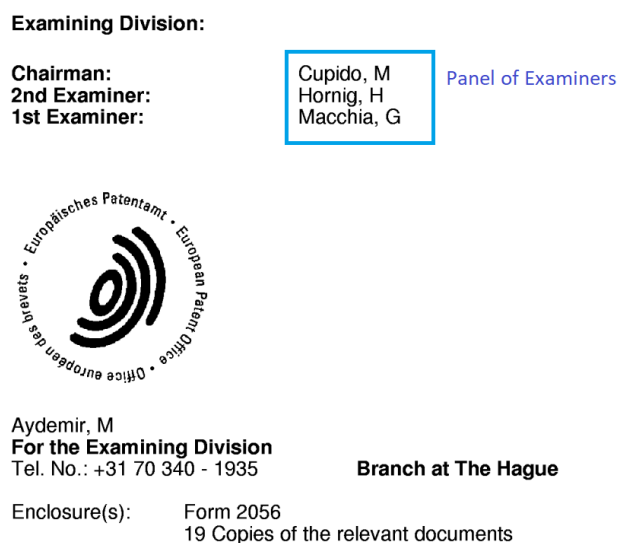 Examining Division:
Chairman: Cupido, M Panel of Examiners
2nd Examiner: Hornig, H
1st Examiner: Macchia, G
Europäisches Patentamt · European Patent Office · Office européen des brevets ·
Aydemir, M
For the Examining Division
Tel. No.: +31 70 340 - 1935 Branch at The Hague
Enclosure(s): Form 2056
19 Copies of the relevant documents